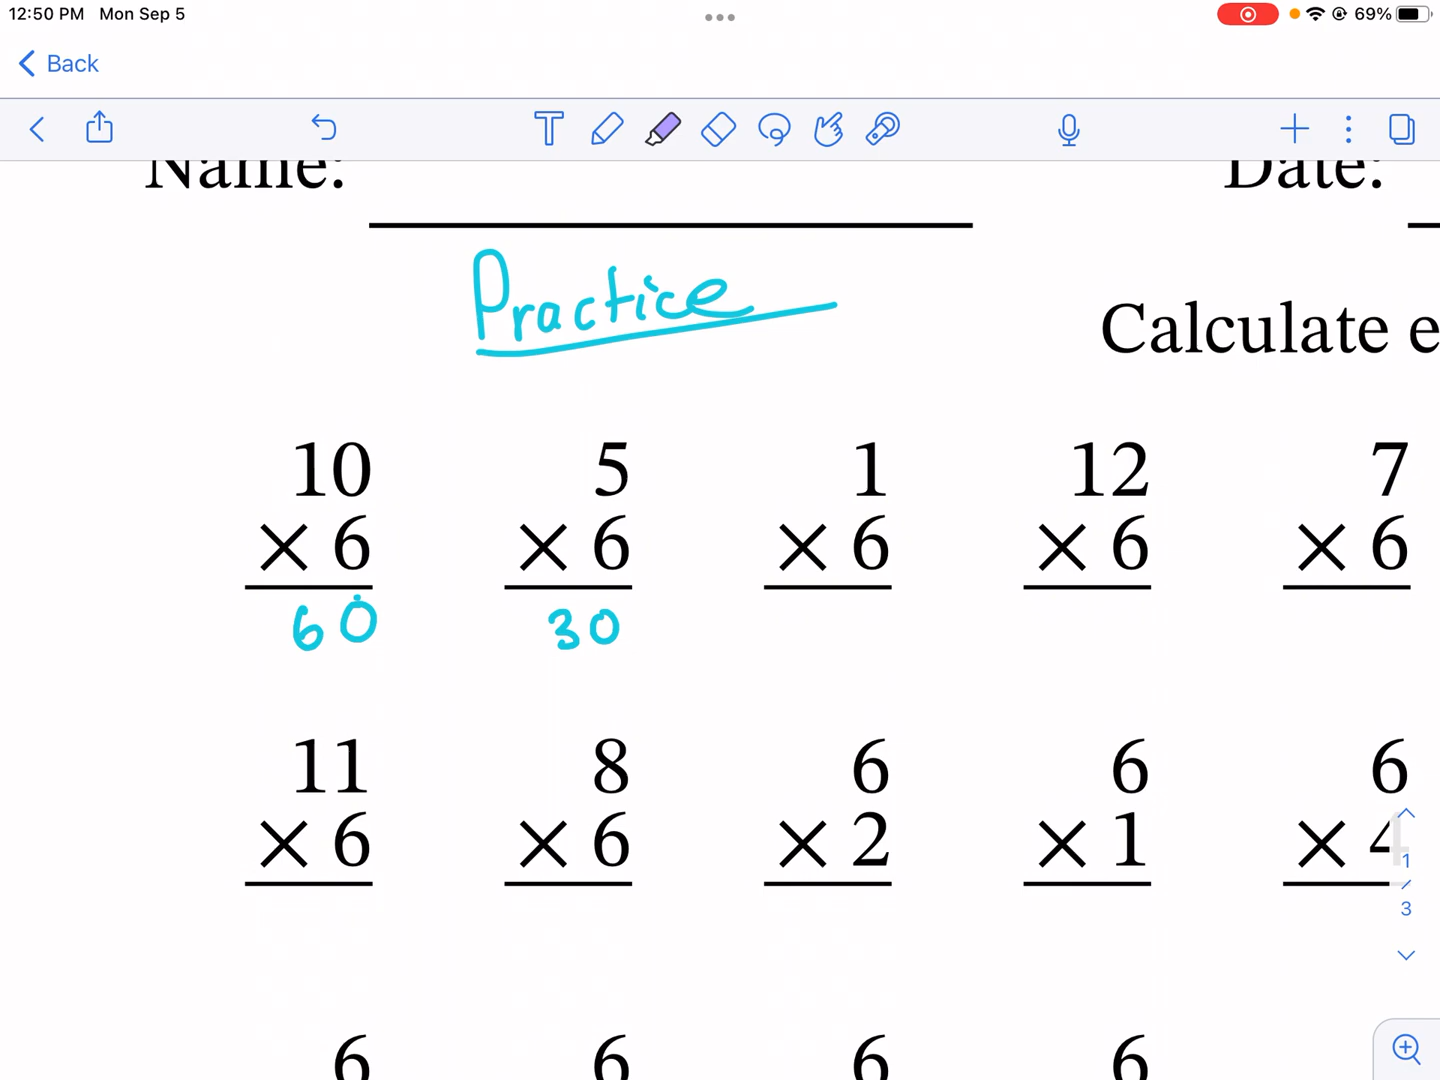 12:50 PM Mon Sep 5 69%
Back
Name: Date:
Practice
Calculate e
10 5 1 12 7
× 6 × 6 × 6 × 6 × 6
60 30
11 8 6 6 6
× 6 × 6 × 2 × 1 × 4
1
/
3
6 6 6 6